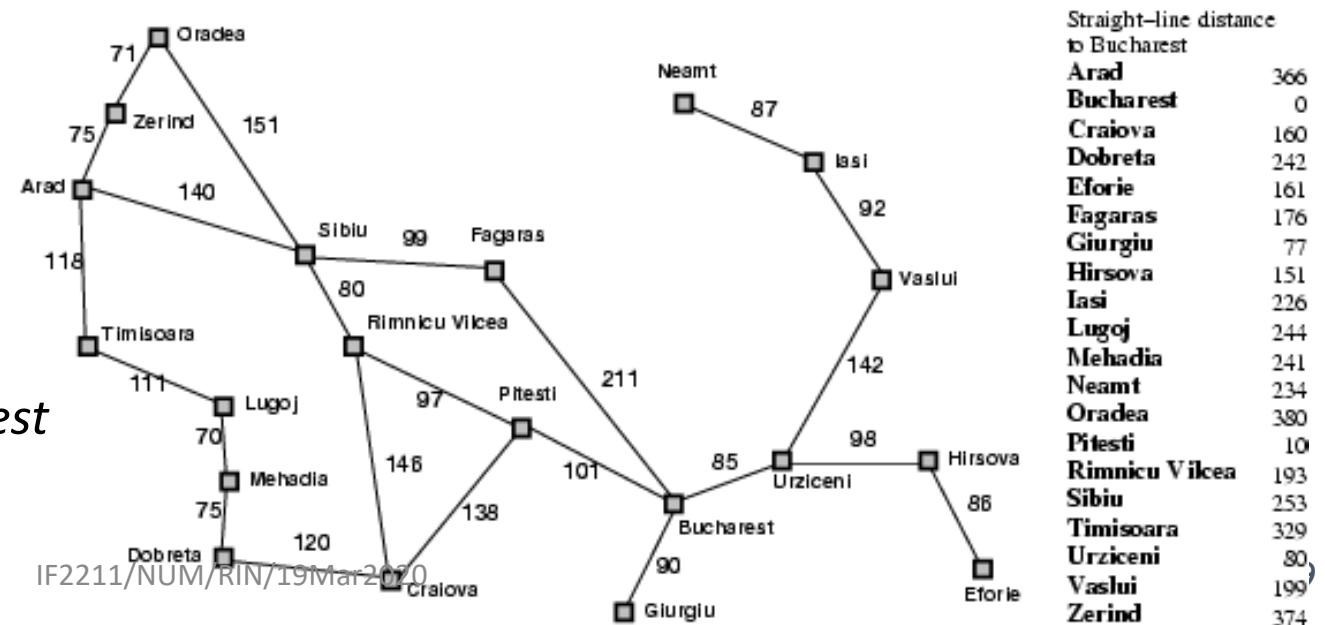 Oradea
71
Neamt
87
Zerind
151
75
Iasi
Arad
140
92
Sibiu
99
Fagaras
118
Vaslui
80
Timisoara
Rimnicu Vilcea
142
111
211
Lugoj
97
Pitesti
est
70
98
146
85
Hirsova
Mehadia
101
Urziceni
75
138
86
Bucharest
Dobreta
120
90
IF2211/NUM/RIN/19Mar2020
Craiova
Eforie
Giurgiu
Straight–line distance
to Bucharest
Arad 366
Bucharest 0
Craiova 160
Dobreta 242
Eforie 161
Fagaras 176
Giurgiu 77
Hirsova 151
Iasi 226
Lugoj 244
Mehadia 241
Neamt 234
Oradea 380
Pitesti 10
Rimnicu Vilcea 193
Sibiu 253
Timisoara 329
Urziceni 80
Vaslui 199
Zerind 374